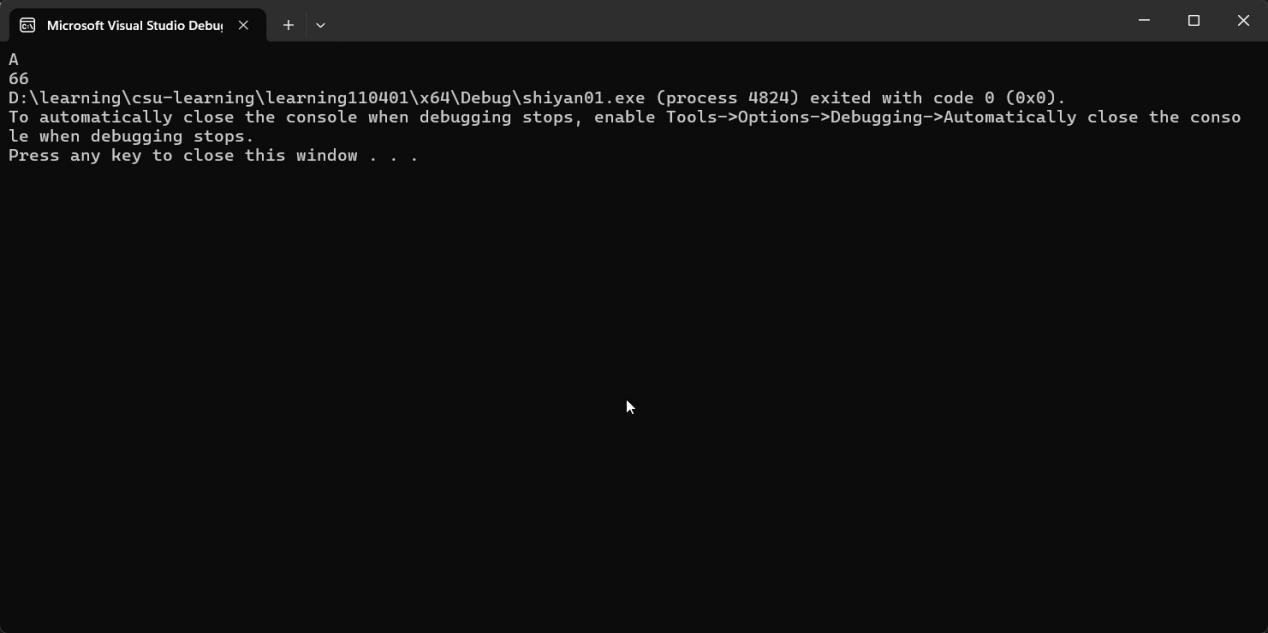 Microsoft Visual Studio Debu
A
66
D:\learning\csu-learning\learning110401\x64\Debug\shiyan01.exe (process 4824) exited with code 0 (0x0).
To automatically close the console when debugging stops, enable Tools->Options->Debugging->Automatically close the conso
le when debugging stops.
Press any key to close this window . . .